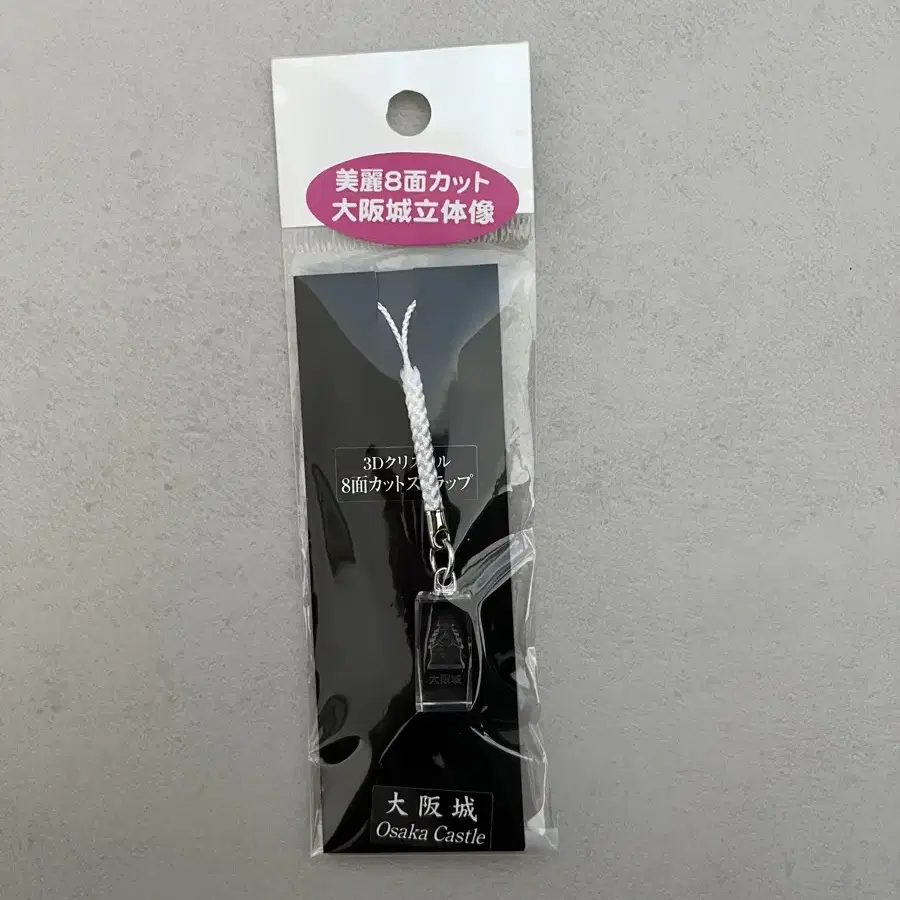 美麗8面カット
大阪城立体像
3Dクリスタル
8面カットストラップ
大阪城
大阪城
Osaka Castle